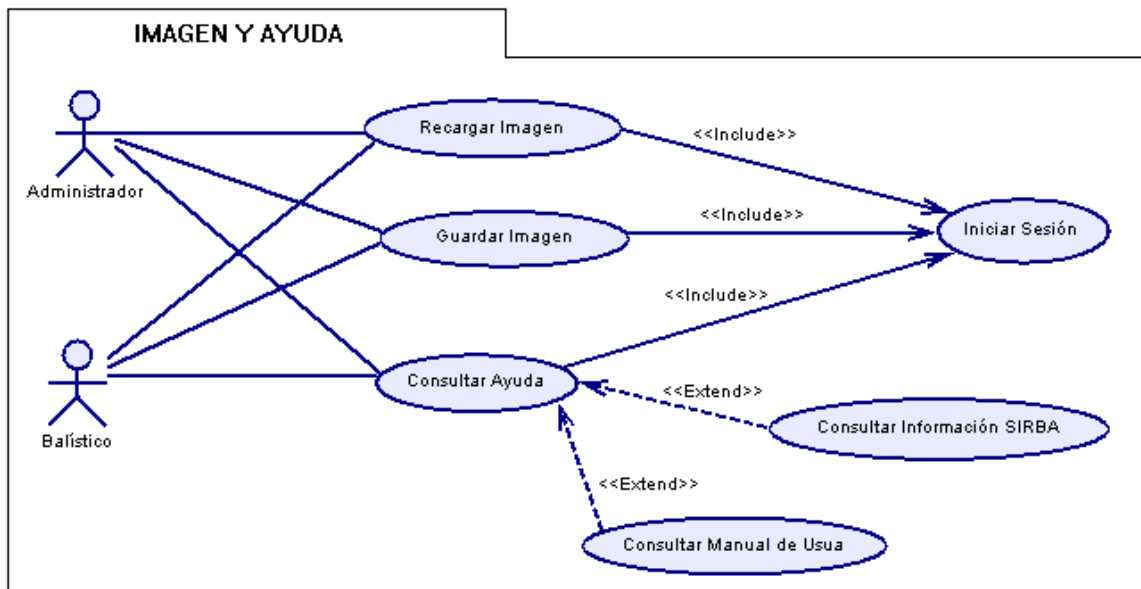 IMAGEN Y AYUDA
Recargar Imagen
<<Include>>
Administrador
Guardar Imagen
<<Include>>
Iniciar Sesión
<<Include>>
Consultar Ayuda
<<Extend>>
Balístico
Consultar Información SIRBA
<<Extend>>
Consultar Manual de Usua